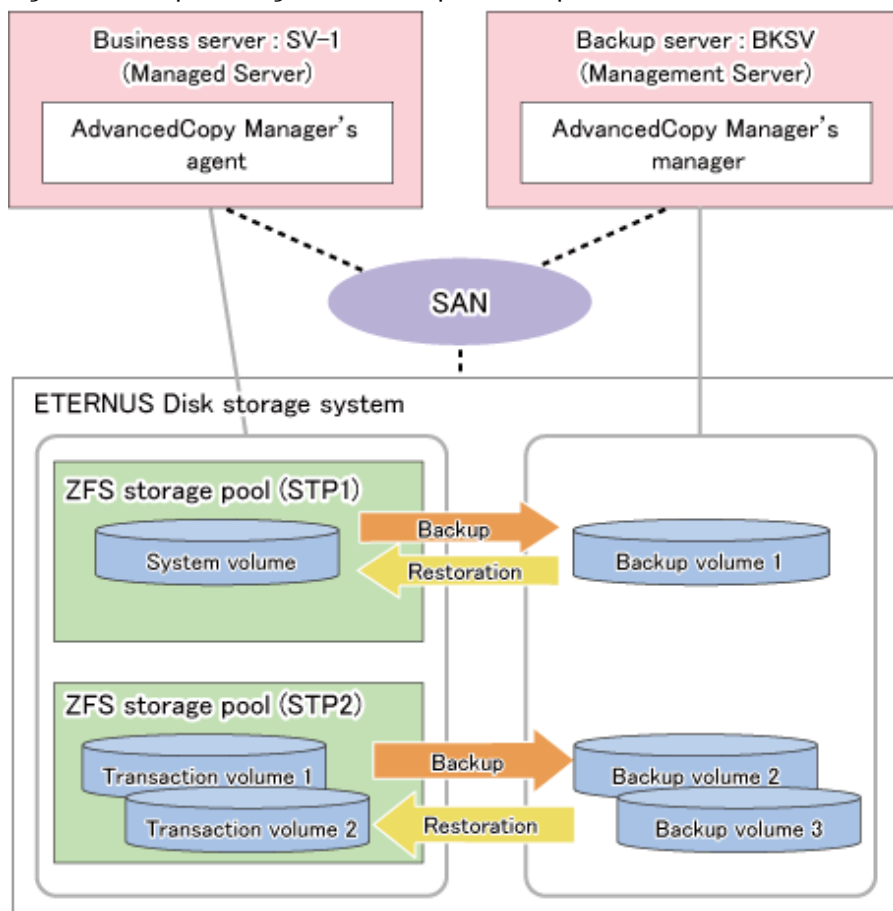 Business server : SV-1
(Managed Server)
AdvancedCopy Manager's
agent
Backup server : BKSV
(Management Server)
AdvancedCopy Manager's
manager
SAN
ETERNUS Disk storage system
ZFS storage pool (STP1)
System volume
Backup
Restoration
Backup volume 1
ZFS storage pool (STP2)
Transaction volume 1
Transaction volume 2
Backup
Restoration
Backup volume 2
Backup volume 3